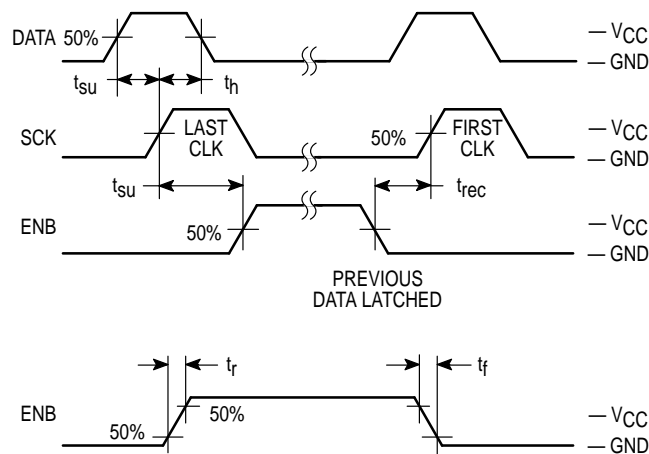 DATA 50% VCC
GND
tsu th
SCK LAST CLK 50% FIRST CLK VCC
GND
tsu trec
ENB 50% VCC
GND
PREVIOUS
DATA LATCHED
tr tf
ENB 50% 50% VCC
GND